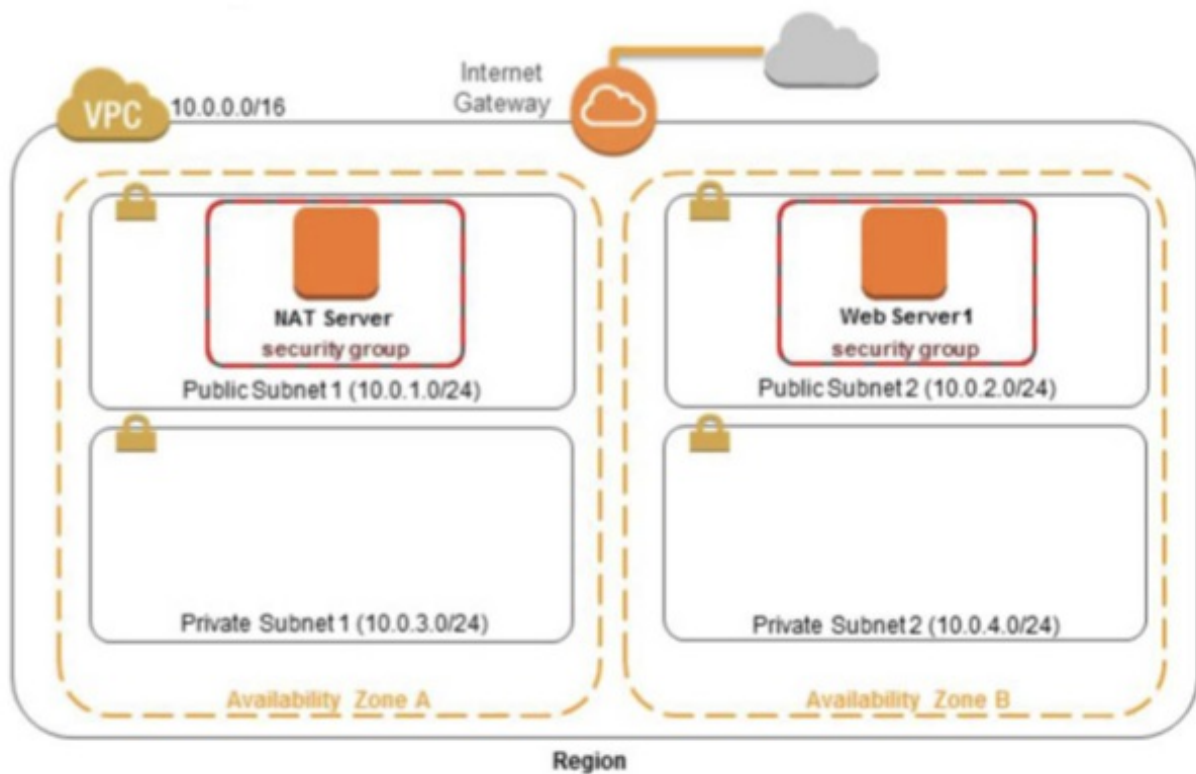 Internet
Gateway
VPC 10.0.0.0/16
NAT Server
security group
Public Subnet 1 (10.0.1.0/24)
Web Server1
security group
Public Subnet 2 (10.0.2.0/24)
Private Subnet 1 (10.0.3.0/24)
Private Subnet 2 (10.0.4.0/24)
Availability Zone A
Availability Zone B
Region